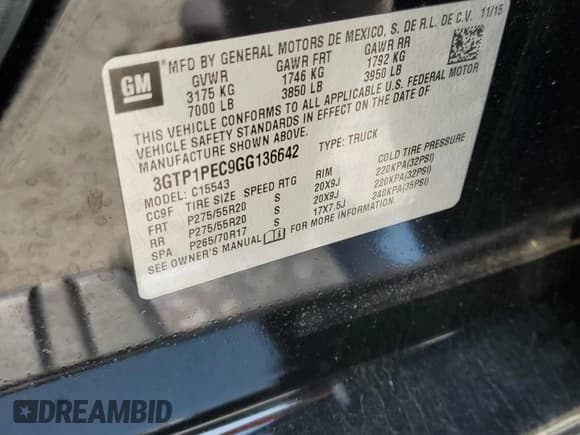 GM
MFD BY GENERAL MOTORS DE MEXICO, S. DE R.L. DE C.V. 11/15
GVWR GAWR FRT GAWR RR
3175 KG 1746 KG 1792 KG
7000 LB 3850 LB 3950 LB
THIS VEHICLE CONFORMS TO ALL APPLICABLE U.S. FEDERAL MOTOR
VEHICLE SAFETY STANDARDS IN EFFECT ON THE DATE OF
MANUFACTURE SHOWN ABOVE.
3GTP1PEC9GG136642 TYPE: TRUCK
MODEL: C15543
CC9F TIRE SIZE SPEED RTG RIM COLD TIRE PRESSURE
FRT P275/55R20 S 20X9J 220KPA(32PSI)
RR P275/55R20 S 20X9J 220KPA(32PSI)
SPA P265/70R17 S 17X7.5J 240KPA(35PSI)
SEE OWNER'S MANUAL FOR MORE INFORMATION.
DREAMBID